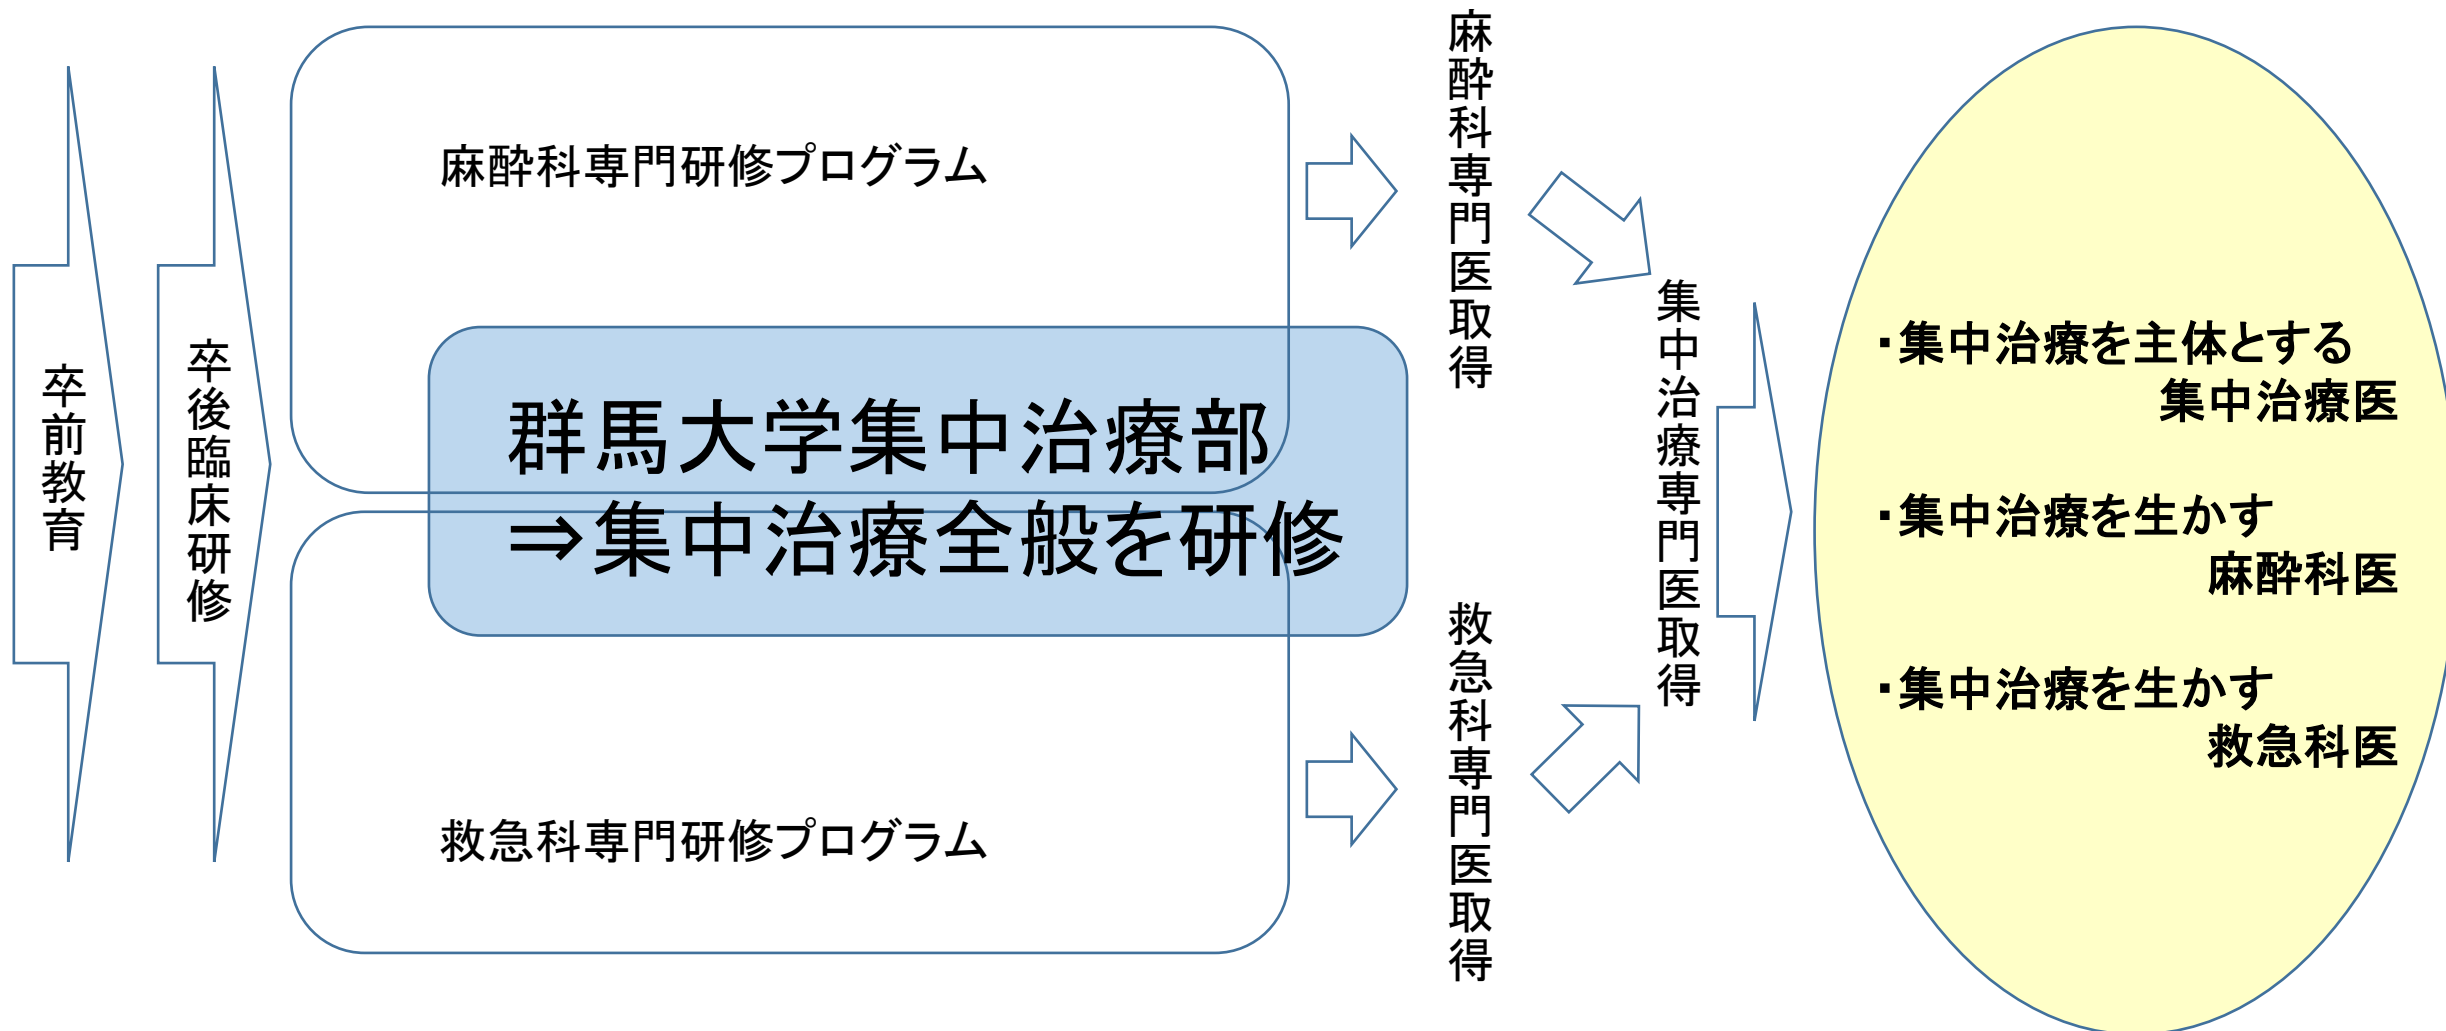 卒前教育
卒後臨床研修
麻酔科専門研修プログラム
群馬大学集中治療部
⇒集中治療全般を研修
救急科専門研修プログラム
麻酔科専門医取得
救急科専門医取得
集中治療専門医取得
・集中治療を主体とする
集中治療医
・集中治療を生かす
麻酔科医
・集中治療を生かす
救急科医